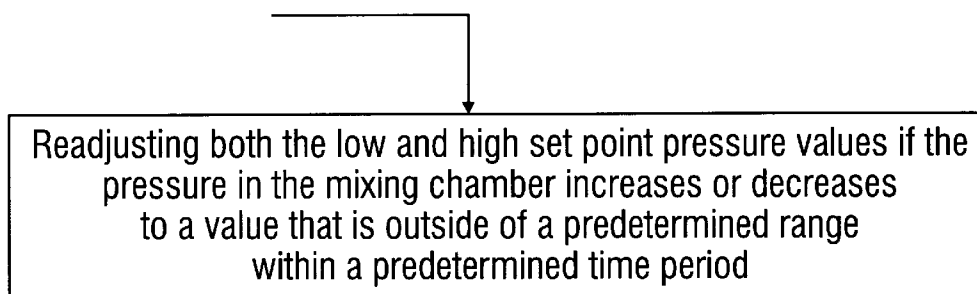 Readjusting both the low and high set point pressure values if the
pressure in the mixing chamber increases or decreases
to a value that is outside of a predetermined range
within a predetermined time period